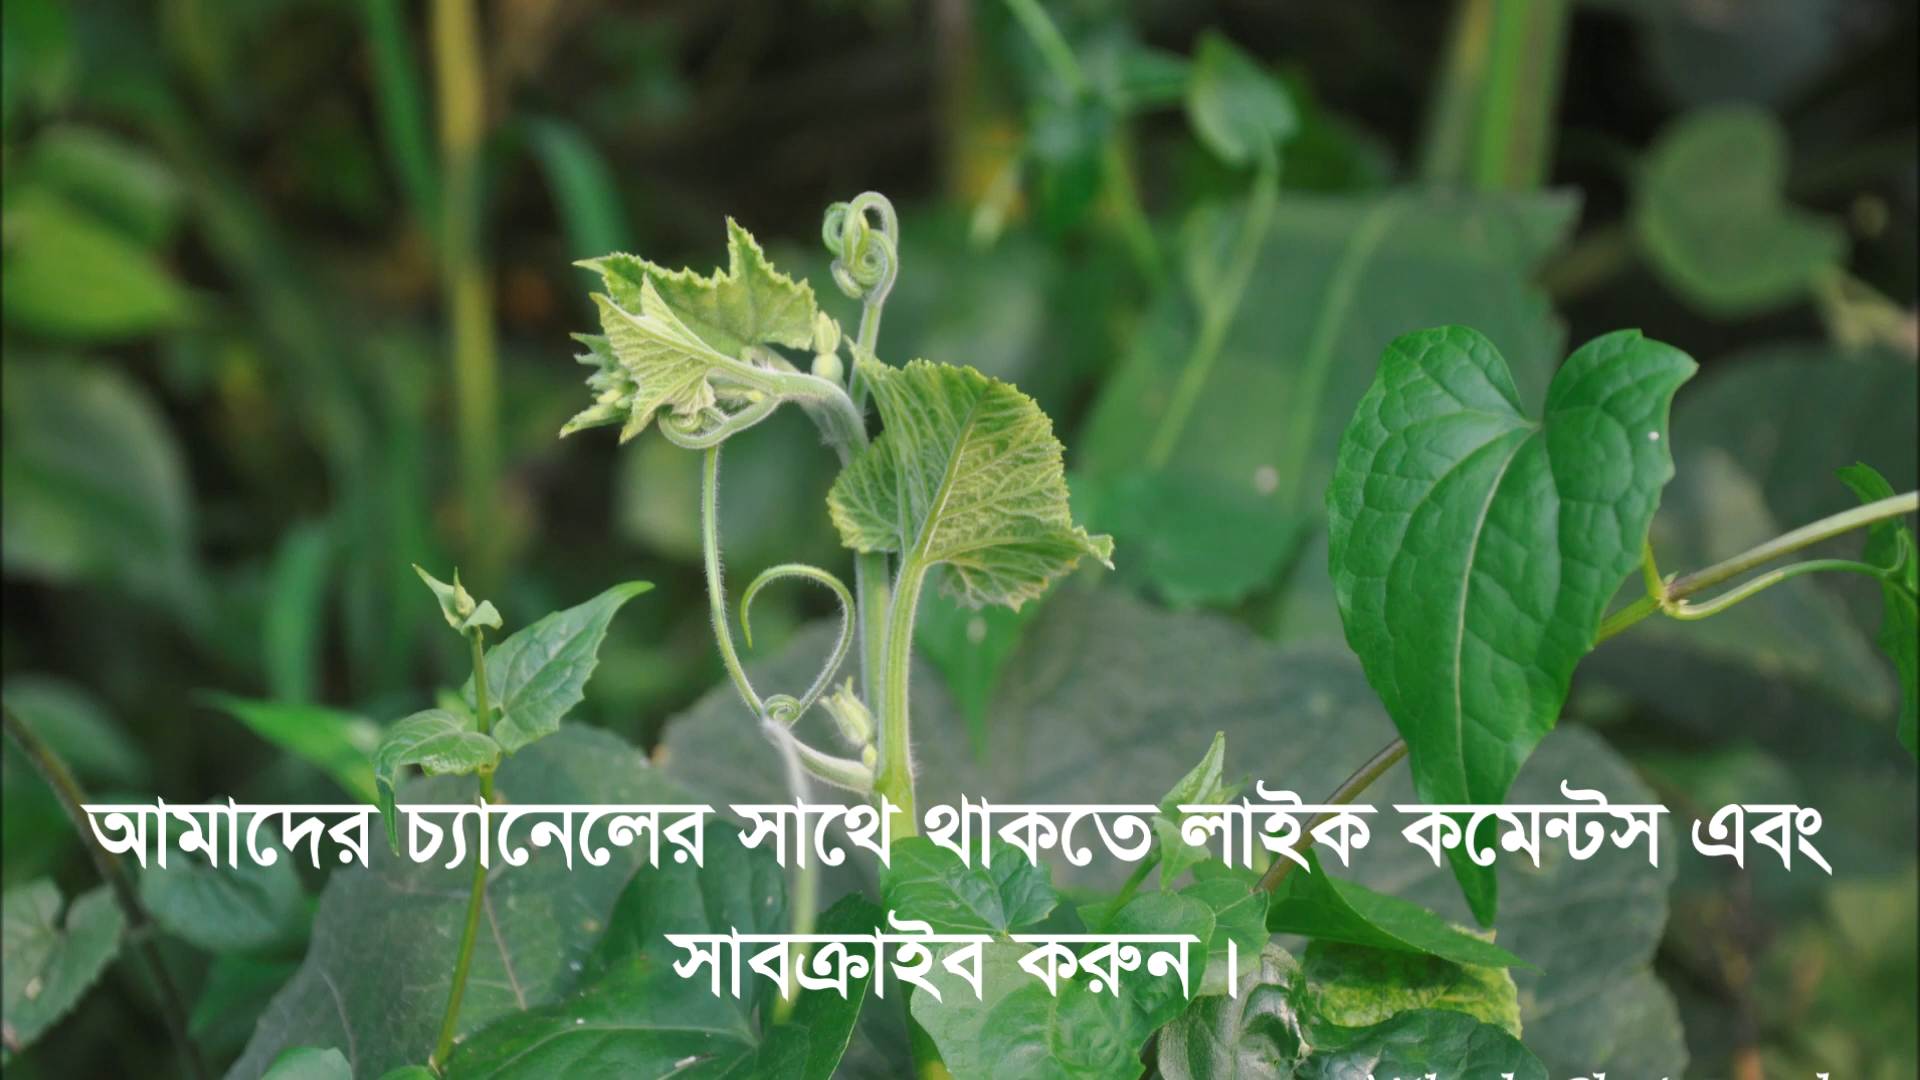 আমাদের চ্যানেলের সাথে থাকতে লাইক কমেন্টস এবং
সাবক্রাইব করুন।